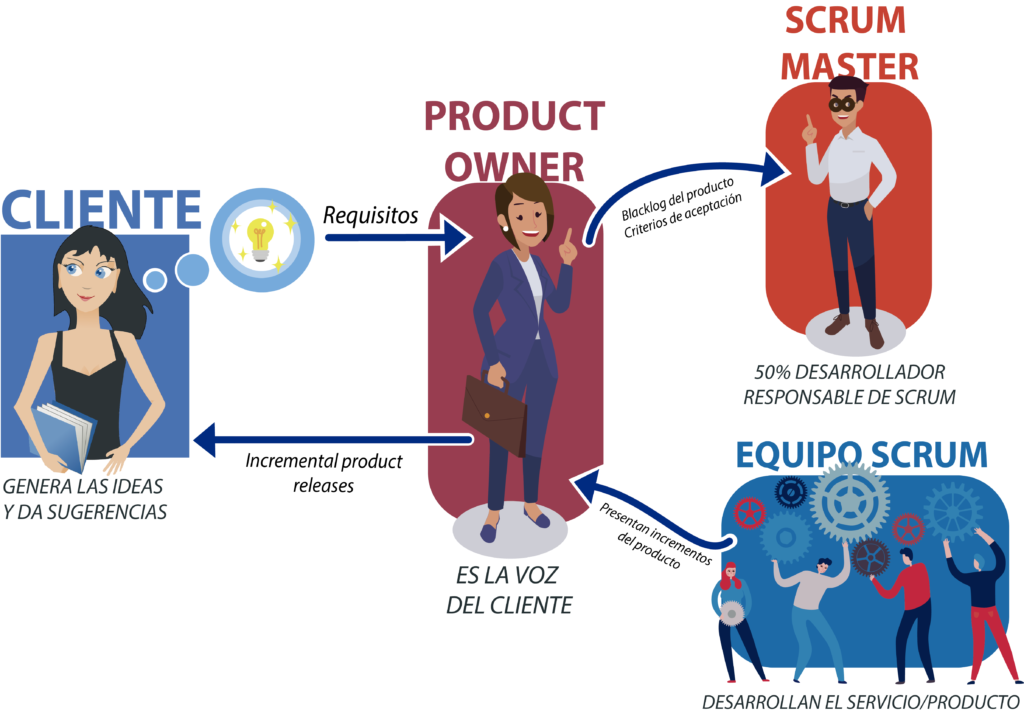 CLIENTE
GENERA LAS IDEAS
Y DA SUGERENCIAS
Requisitos
Incremental product
releases
PRODUCT
OWNER
ES LA VOZ
DEL CLIENTE
Blacklog del producto
Criterios de aceptación
SCRUM
MASTER
50% DESARROLLADOR
RESPONSABLE DE SCRUM
Presentan incrementos
del producto
EQUIPO SCRUM
DESARROLLAN EL SERVICIO/PRODUCTO